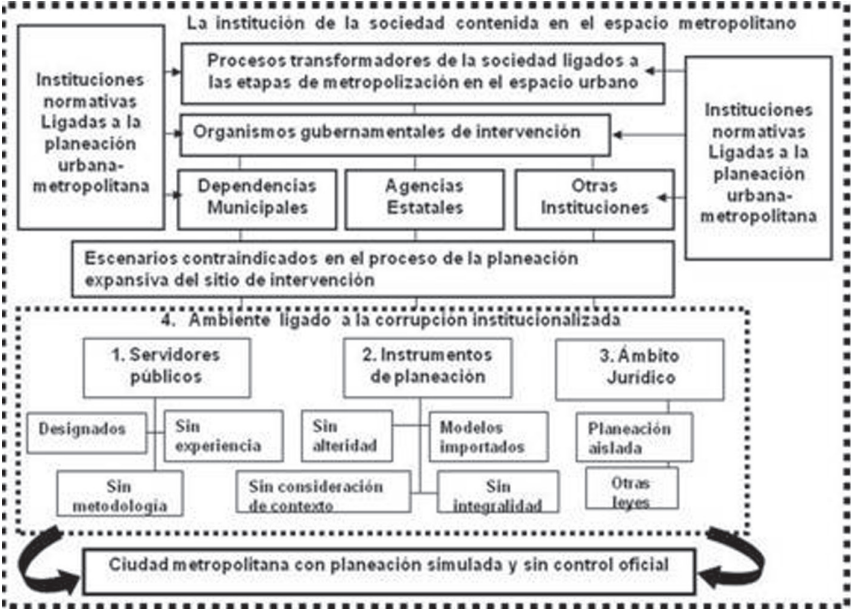 La institución de la sociedad contenida en el espacio metropolitano
Instituciones
normativas
Ligadas a la
planeación
urbana-
metropolitana
Procesos transformadores de la sociedad ligados a
las etapas de metropolización en el espacio urbano
Organismos gubernamentales de intervención
Dependencias
Municipales
Agencias
Estatales
Otras
Instituciones
Instituciones
normativas
Ligadas a la
planeación
urbana-
metropolitana
Escenarios contraindicados en el proceso de la planeación
expansiva del sitio de intervención
4. Ambiente ligado a la corrupción institucionalizada
1. Servidores
públicos
2. Instrumentos
de planeación
3. Ámbito
Jurídico
Designados
Sin
experiencia
Sin
alteridad
Modelos
importados
Planeación
aislada
Sin
metodología
Sin consideración
de contexto
Sin
integralidad
Otras
leyes
Ciudad metropolitana con planeación simulada y sin control oficial